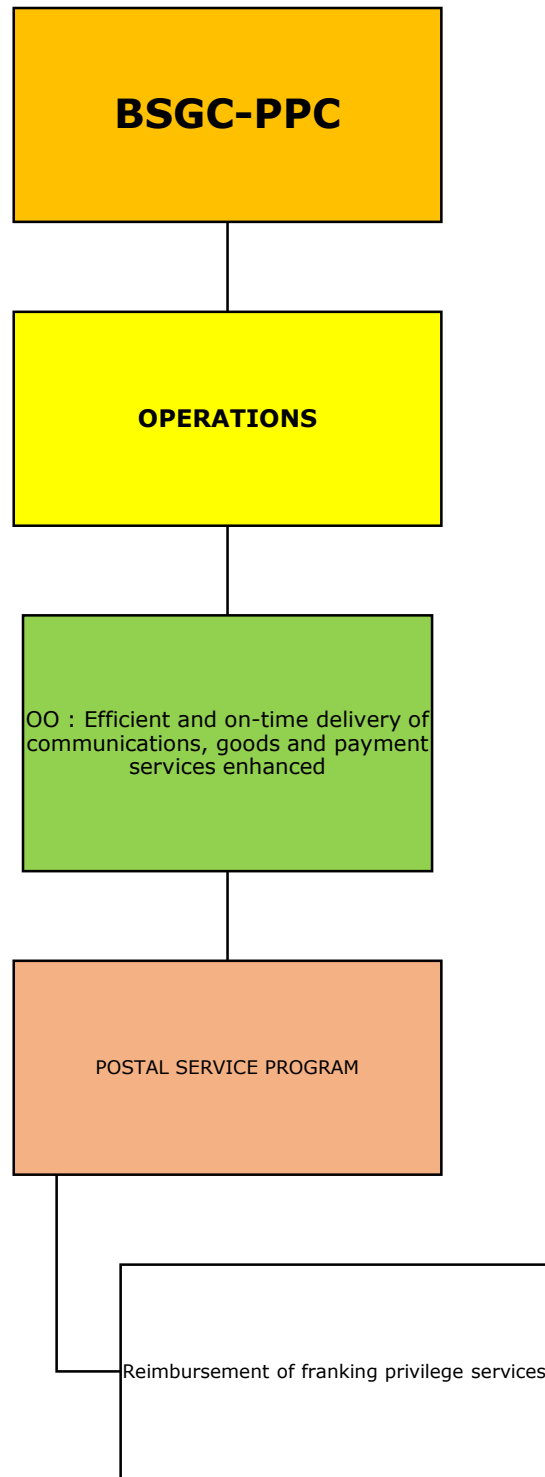 BSGC-PPC
OPERATIONS
OO : Efficient and on-time delivery of
communications, goods and payment
services enhanced
POSTAL SERVICE PROGRAM
Reimbursement of franking privilege services